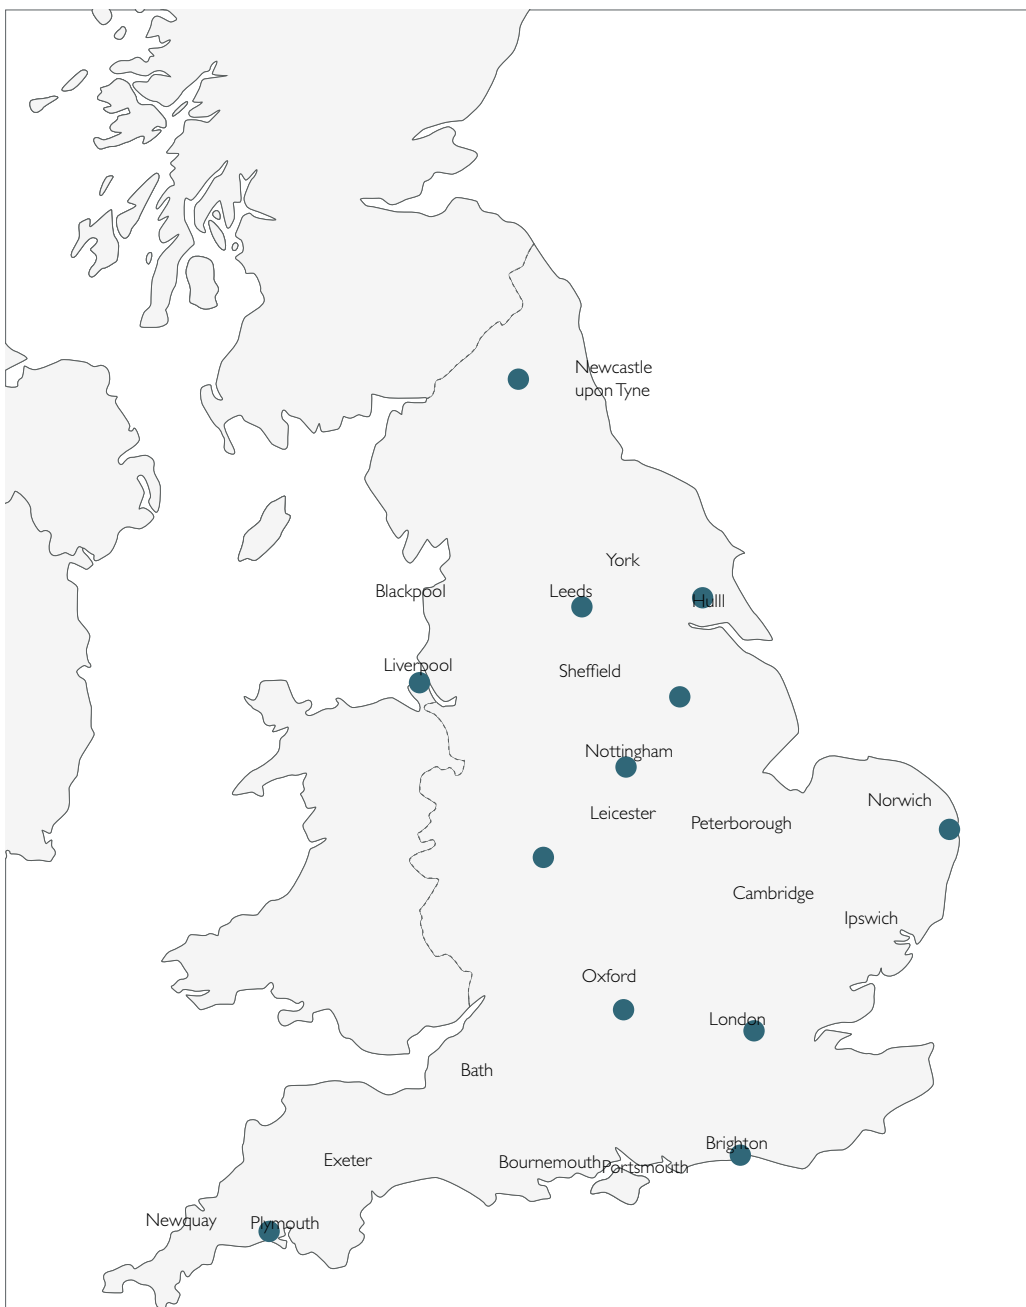 Newcastle
upon Tyne
York
Blackpool
Leeds
Hulll
Liverpool
Sheffield
Nottingham
Norwich
Leicester
Peterborough
Cambridge
Ipswich
Oxford
London
Bath
Brighton
Exeter
Bournemouth
Portsmouth
Newquay
Plymouth